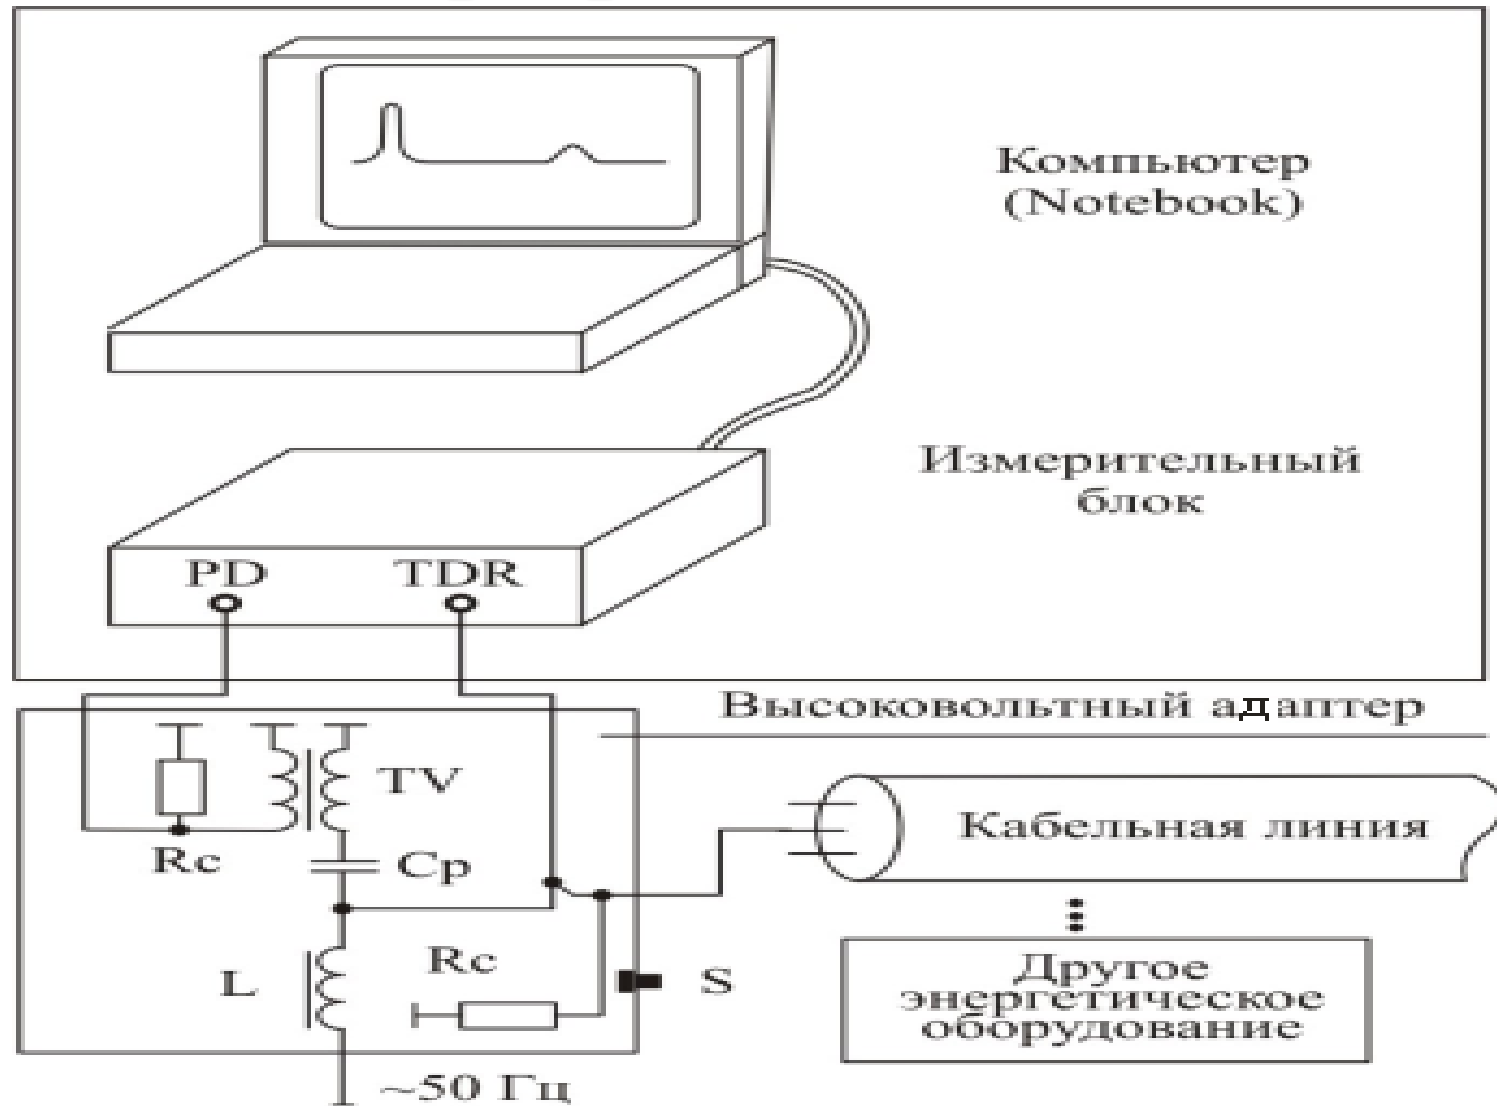 Компьютер
(Notebook)
Измерительный
блок
PD TDR
Высоковольтный адаптер
TV
Rc
Cp
Кабельная линия
L
Rc
S
Другое
энергетическое
оборудование
~50 Гц